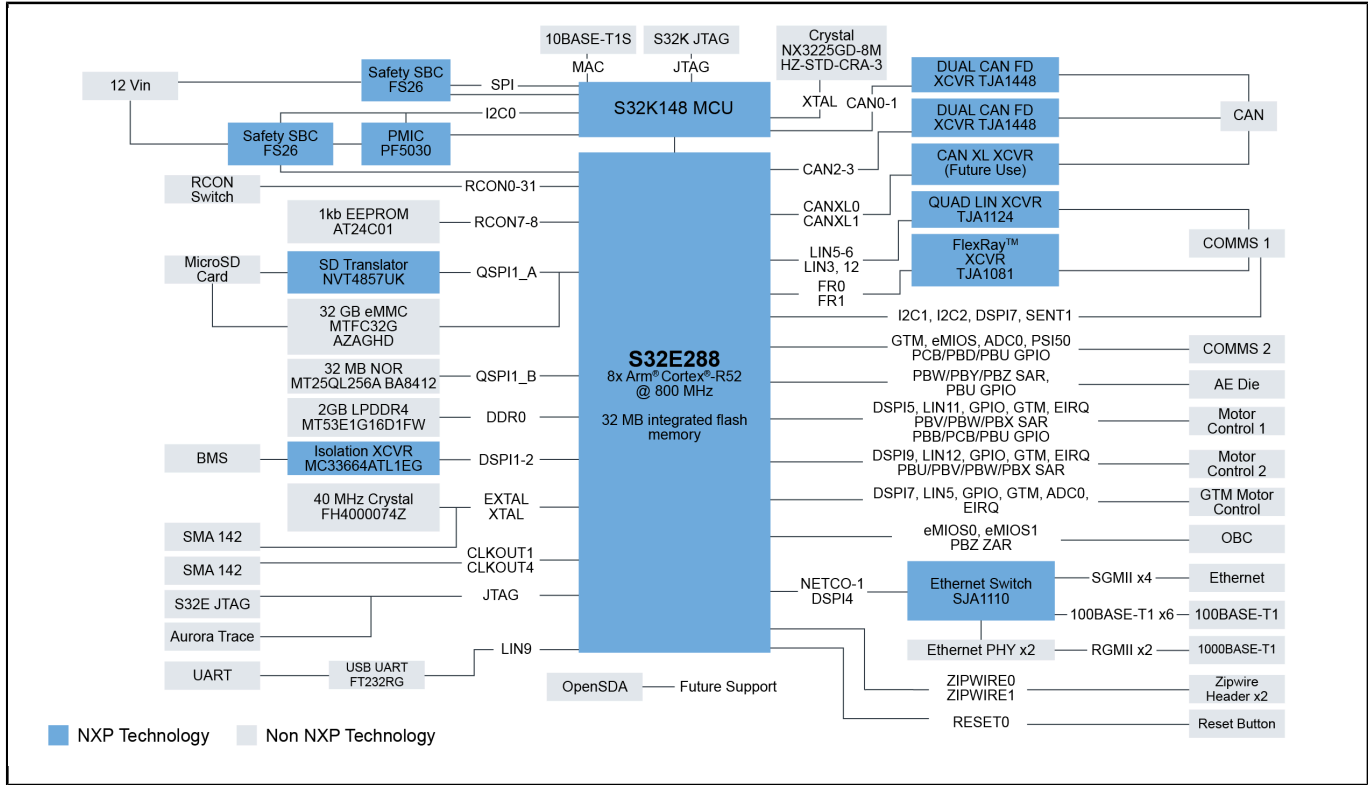 10BASE-T1S
MAC
S32K JTAG
JTAG
Crystal
NX3225GD-8M
HZ-STD-CRA-3
XTAL
12 Vin
Safety SBC
FS26
SPI
I2C0
Safety SBC
FS26
PMIC
PF5030
S32K148 MCU
CAN0-1
DUAL CAN FD
XCVR TJA1448
DUAL CAN FD
XCVR TJA1448
CAN
CAN2-3
CAN XL XCVR
(Future Use)
RCON
Switch
RCON0-31
CANXL0
CANXL1
1kb EEPROM
AT24C01
RCON7-8
QUAD LIN XCVR
TJA1124
LIN5-6
LIN3, 12
COMMS 1
FlexRay™
XCVR
TJA1081
FR0
FR1
MicroSD
Card
SD Translator
NVT4857UK
QSPI1_A
32 GB eMMC
MTFC32G
AZAGHD
I2C1, I2C2, DSPI7, SENT1
S32E288
8x Arm® Cortex®-R52
@ 800 MHz
32 MB integrated flash
memory
GTM, eMIOS, ADC0, PSI50
PCB/PBD/PBU GPIO
COMMS 2
32 MB NOR
MT25QL256A BA8412
QSPI1_B
PBW/PBY/PBZ SAR,
PBU GPIO
AE Die
2GB LPDDR4
MT53E1G16D1FW
DDR0
DSPI5, LIN11, GPIO, GTM, EIRQ
PBV/PBW/PBX SAR
PBB/PCB/PBU GPIO
Motor
Control 1
BMS
Isolation XCVR
MC33664ATL1EG
DSPI1-2
DSPI9, LIN12, GPIO, GTM, EIRQ
PBU/PBV/PBW/PBX SAR
Motor
Control 2
40 MHz Crystal
FH4000074Z
EXTAL
XTAL
DSPI7, LIN5, GPIO, GTM, ADC0,
EIRQ
GTM Motor
Control
SMA 142
eMIOS0, eMIOS1
PBZ ZAR
OBC
SMA 142
CLKOUT1
CLKOUT4
NETCO-1
DSPI4
Ethernet Switch
SJA1110
SGMII x4
Ethernet
S32E JTAG
JTAG
100BASE-T1 x6
100BASE-T1
Aurora Trace
Ethernet PHY x2
RGMII x2
1000BASE-T1
UART
USB UART
FT232RG
LIN9
OpenSDA
Future Support
ZIPWIRE0
ZIPWIRE1
Zipwire
Header x2
RESET0
Reset Button
NXP Technology
Non NXP Technology